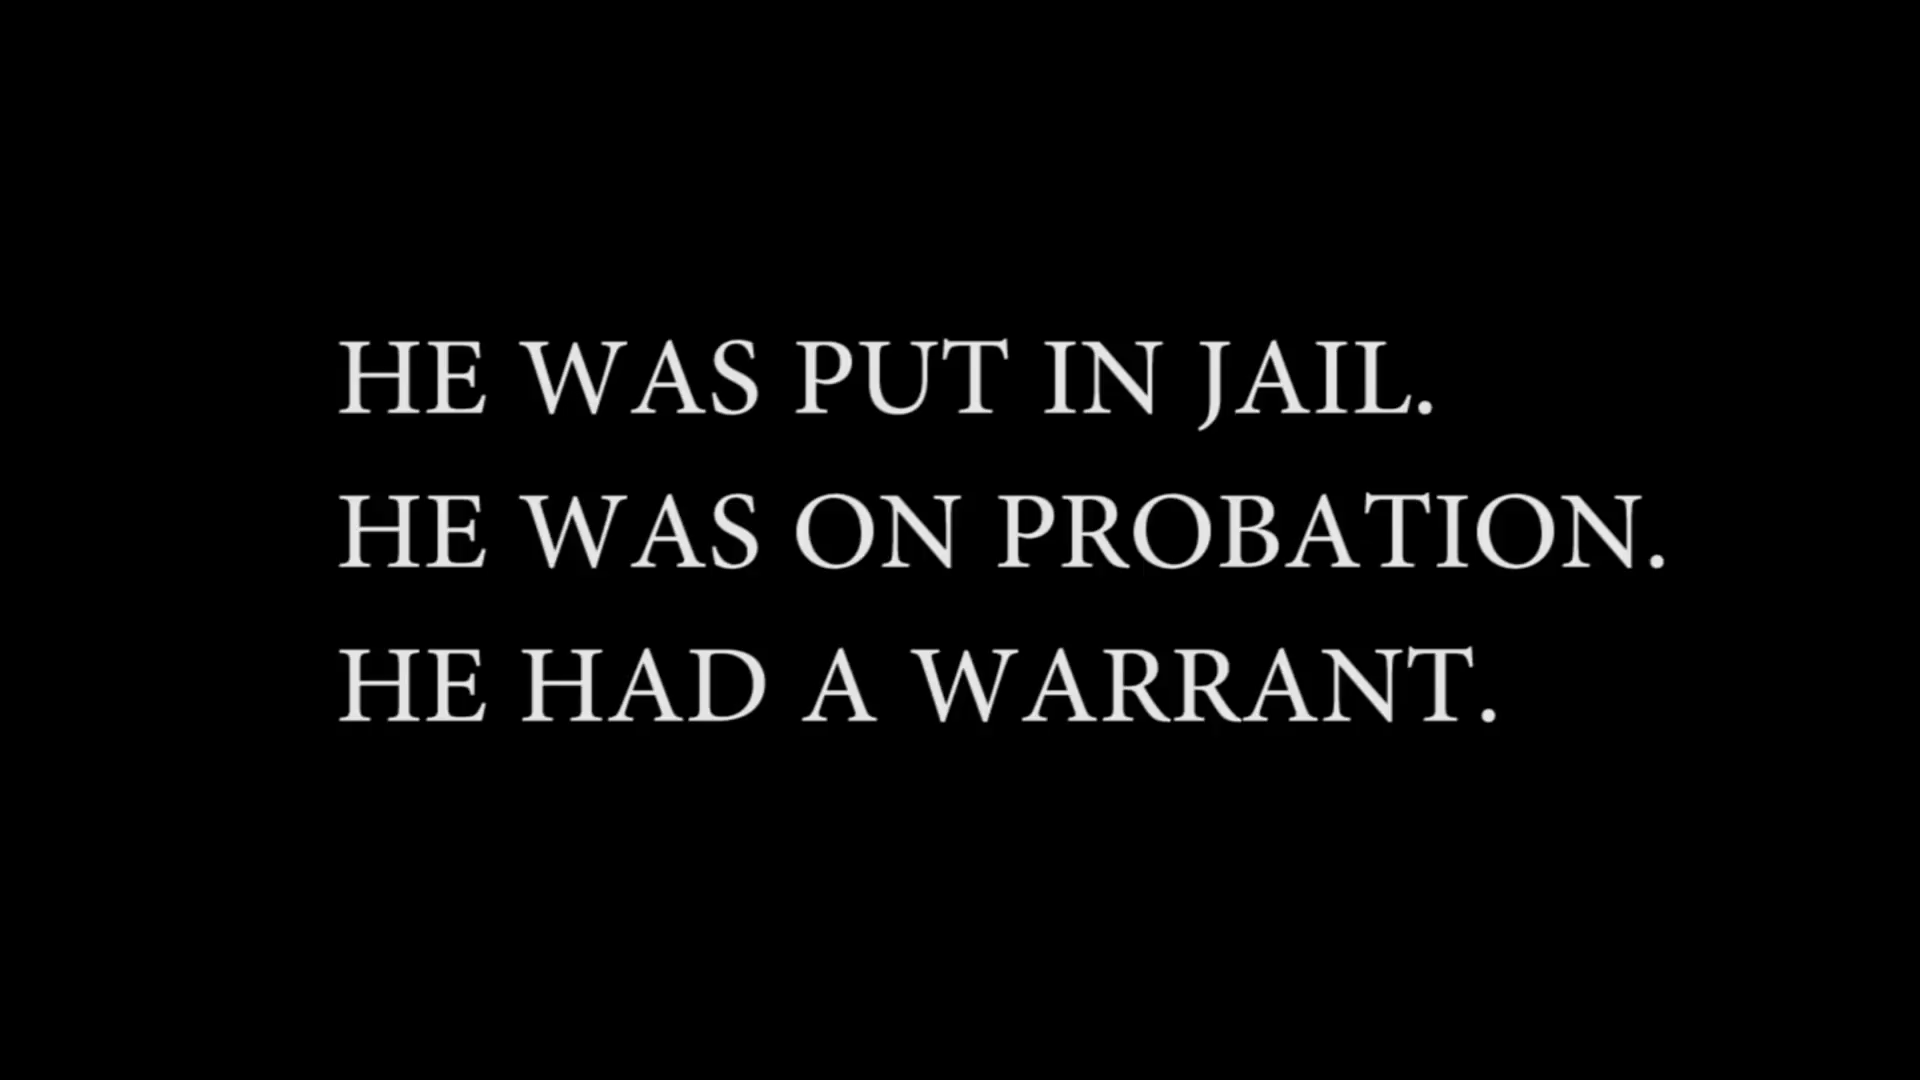 HE WAS PUT IN JAIL.
HE WAS ON PROBATION.
HE HAD A WARRANT.